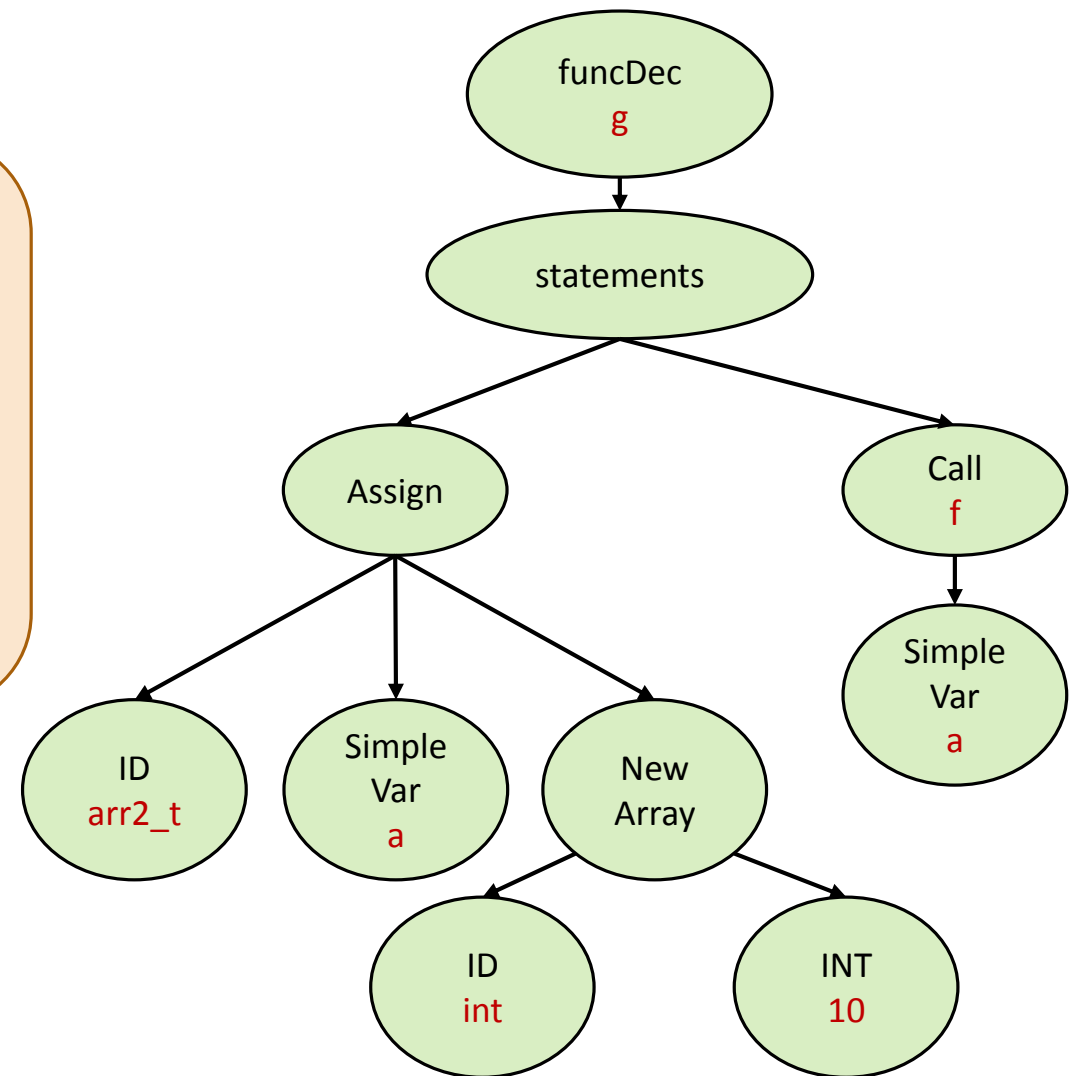 funcDec
g
statements
Assign
Call
f
Simple
Var
a
ID
arr2_t
Simple
Var
a
New
Array
ID
int
INT
10